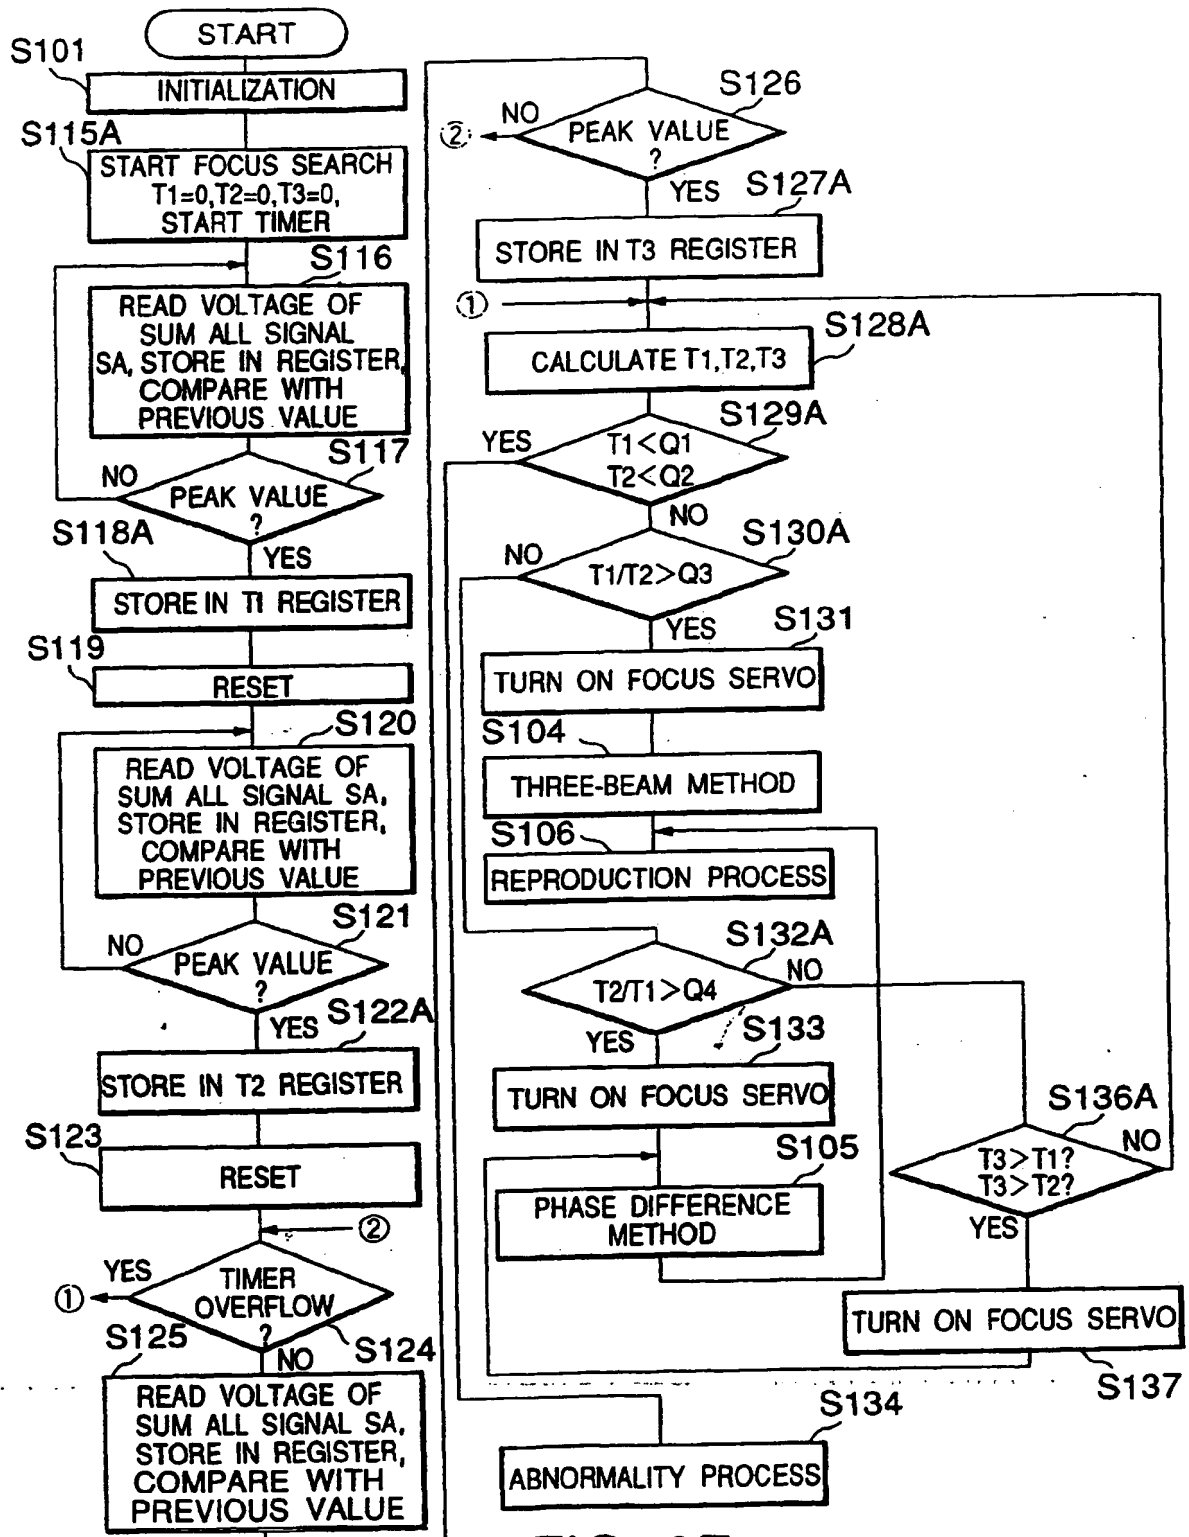 START
S101
INITIALIZATION
S115A
START FOCUS SEARCH
T1=0,T2=0,T3=0,
START TIMER
S116
READ VOLTAGE OF
SUM ALL SIGNAL
SA, STORE IN REGISTER,
COMPARE WITH
PREVIOUS VALUE
S117
NO
PEAK VALUE
?
YES
S118A
STORE IN T1 REGISTER
S119
RESET
S120
READ VOLTAGE OF
SUM ALL SIGNAL SA,
STORE IN REGISTER,
COMPARE WITH
PREVIOUS VALUE
S121
NO
PEAK VALUE
?
YES
S122A
STORE IN T2 REGISTER
S123
RESET
②
YES
TIMER
OVERFLOW
?
①
S124
NO
S125
READ VOLTAGE OF
SUM ALL SIGNAL SA,
STORE IN REGISTER,
COMPARE WITH
PREVIOUS VALUE
S126
NO
②
PEAK VALUE
?
YES
S127A
STORE IN T3 REGISTER
①
S128A
CALCULATE T1,T2,T3
S129A
YES
T1<Q1
T2<Q2
NO
S130A
NO
T1/T2>Q3
YES
S131
TURN ON FOCUS SERVO
S104
THREE-BEAM METHOD
S106
REPRODUCTION PROCESS
S132A
NO
T2/T1>Q4
YES
S133
TURN ON FOCUS SERVO
S105
PHASE DIFFERENCE
METHOD
S136A
NO
T3>T1?
T3>T2?
YES
TURN ON FOCUS SERVO
S137
S134
ABNORMALITY PROCESS